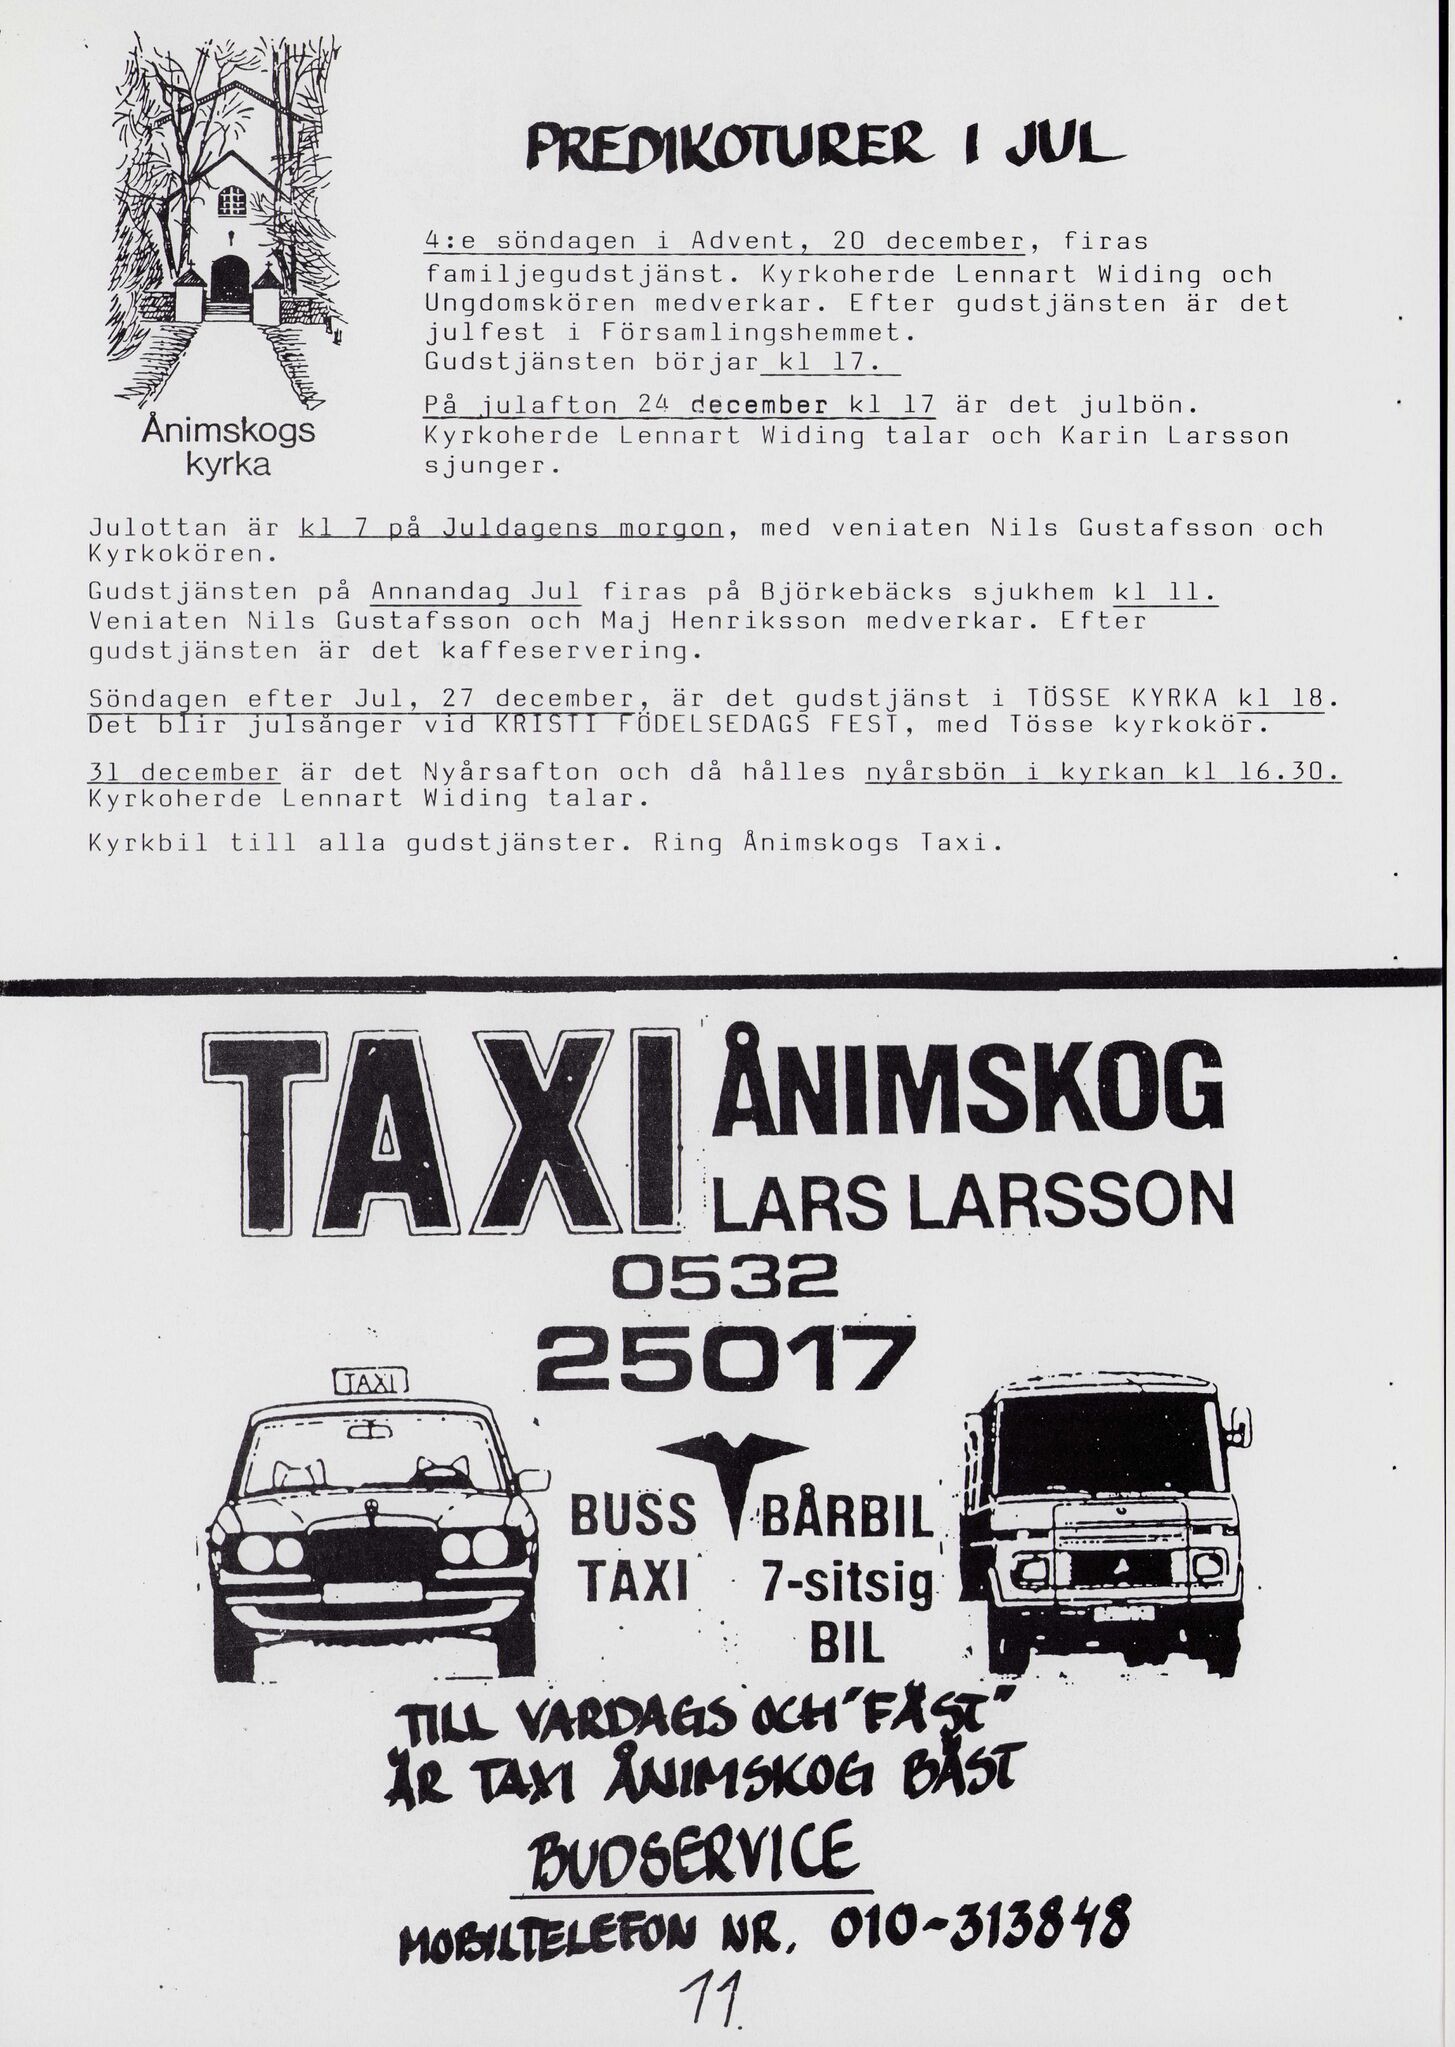 PREDIKOTURER I JUL
4:e söndagen i Advent, 20 december, firas
familjegudstjänst. Kyrkoherde Lennart Widing och
Ungdomskören medverkar. Efter gudstjänsten är det
julfest i Församlingshemmet.
Gudstjänsten börjar kl 17.
På julafton 24 december kl 17 är det julbön.
Kyrkoherde Lennart Widing talar och Karin Larsson
sjunger.
Ånimskogs
kyrka
Julottan är kl 7 på Juldagens morgon, med veniaten Nils Gustafsson och
Kyrkokören.
Gudstjänsten på Annandag Jul firas på Björkebäcks sjukhem kl 11.
Veniaten Nils Gustafsson och Maj Henriksson medverkar. Efter
gudstjänsten är det kaffeservering.
Söndagen efter Jul, 27 december, är det gudstjänst i TÖSSE KYRKA kl 18.
Det blir julsånger vid KRISTI FÖDELSEDAGS FEST, med Tösse kyrkokör.
31 december är det Nyårsafton och då hålles nyårsbön i kyrkan kl 16.30.
Kyrkoherde Lennart Widing talar.
Kyrkbil till alla gudstjänster. Ring Ånimskogs Taxi.
TAXI ÅNIMSKOG
LARS LARSSON
0532
25017
TAXI
BUSS BÅRBIL
TAXI 7-sitsig
BIL
TILL VARDAGS OCH "FÄST"
ÄR TAXI ÅNIMSKOG BÄST
BUDSERVICE
MOBILTELEFON NR. 010-313848
11.